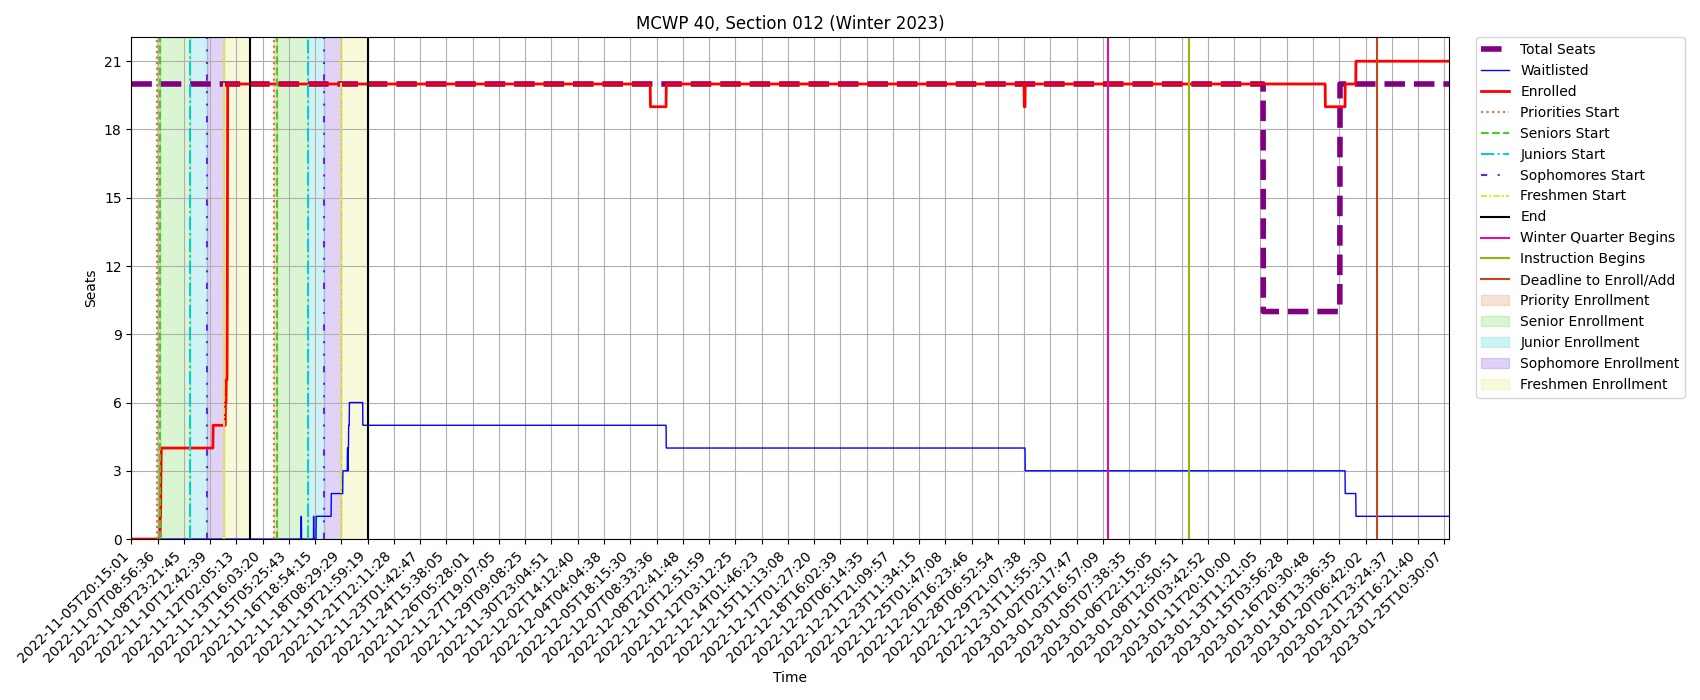 MCWP 40, Section 012 (Winter 2023)
Seats
21
18
15
12
9
6
3
0
2022-11-05T20:15:01
2022-11-07T08:56:36
2022-11-08T23:21:45
2022-11-10T12:42:39
2022-11-12T02:05:13
2022-11-13T16:03:20
2022-11-15T05:25:43
2022-11-16T18:54:15
2022-11-18T08:29:29
2022-11-19T21:59:19
2022-11-21T12:11:28
2022-11-23T01:42:47
2022-11-24T15:38:05
2022-11-26T05:28:01
2022-11-27T19:07:05
2022-11-29T09:08:25
2022-11-30T23:04:51
2022-12-02T14:12:40
2022-12-04T04:04:38
2022-12-05T18:15:30
2022-12-07T08:33:36
2022-12-08T22:41:48
2022-12-10T12:51:59
2022-12-12T03:12:25
2022-12-14T01:46:23
2022-12-15T15:11:13:08
2022-12-17T01:27:20
2022-12-18T16:02:39
2022-12-20T06:14:35
2022-12-21T21:09:57
2022-12-23T11:34:15
2022-12-25T01:47:08
2022-12-26T16:23:46
2022-12-28T06:52:54
2022-12-29T21:07:38
2022-12-31T11:55:30
2023-01-02T02:17:47
2023-01-03T16:57:09
2023-01-05T07:38:35
2023-01-06T22:15:05
2023-01-08T12:50:51
2023-01-10T03:42:52
2023-01-11T20:10:00
2023-01-13T11:21:05
2023-01-15T03:56:28
2023-01-16T20:30:48
2023-01-18T13:36:35
2023-01-20T06:42:02
2023-01-21T23:24:37
2023-01-23T16:21:40
2023-01-25T10:30:07
Time
Total Seats
Waitlisted
Enrolled
Priorities Start
Seniors Start
Juniors Start
Sophomores Start
Freshmen Start
End
Winter Quarter Begins
Instruction Begins
Deadline to Enroll/Add
Priority Enrollment
Senior Enrollment
Junior Enrollment
Sophomore Enrollment
Freshmen Enrollment